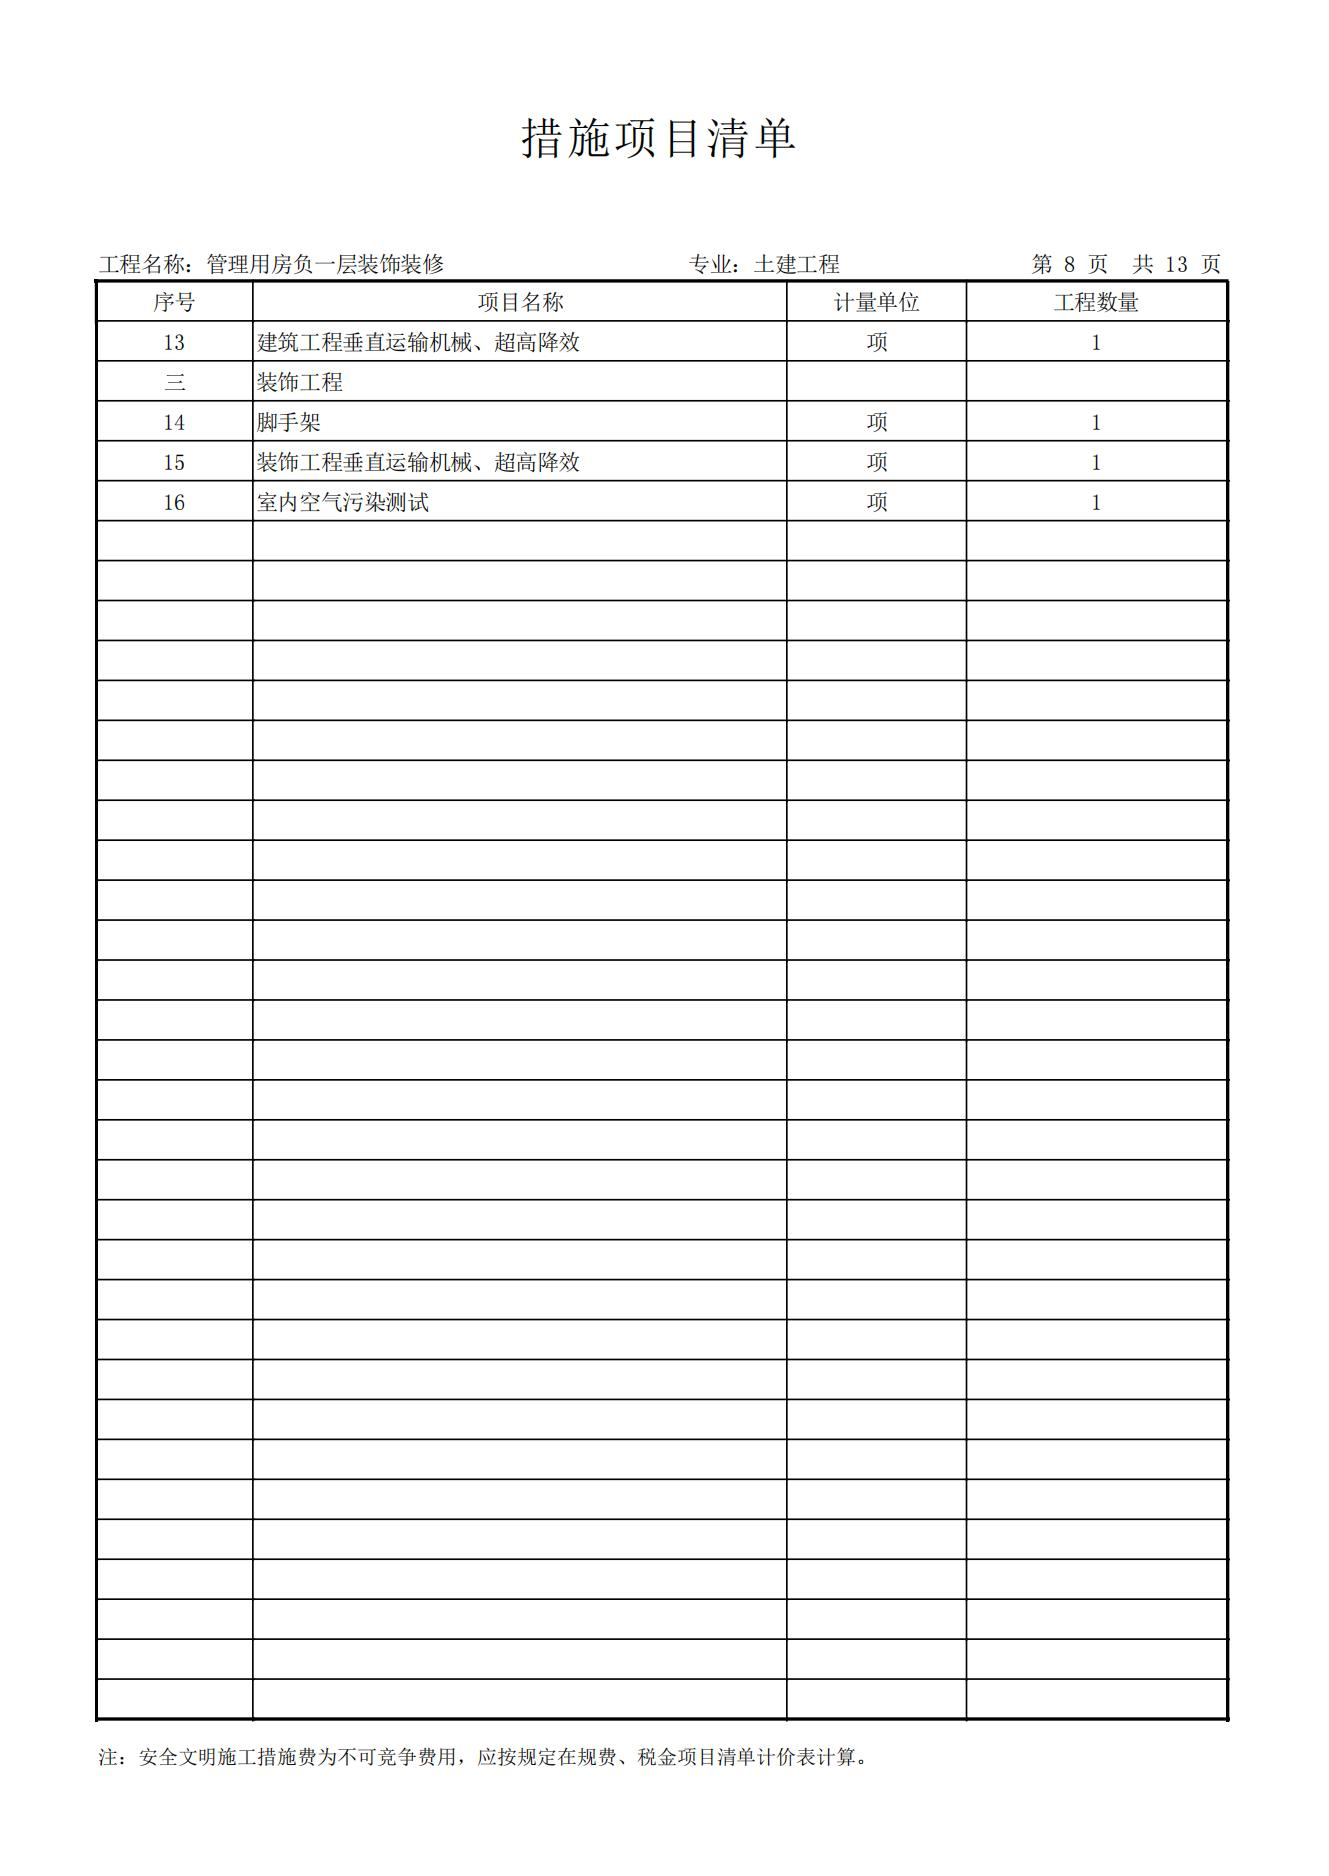 措施项目清单
工程名称：管理用房负一层装饰装修 专业：土建工程 第 8 页 共 13 页
序号 项目名称 计量单位 工程数量
13 建筑工程垂直运输机械、超高降效 项 1
三 装饰工程
14 脚手架 项 1
15 装饰工程垂直运输机械、超高降效 项 1
16 室内空气污染测试 项 1
注：安全文明施工措施费为不可竞争费用，应按规定在规费、税金项目清单计价表计算。